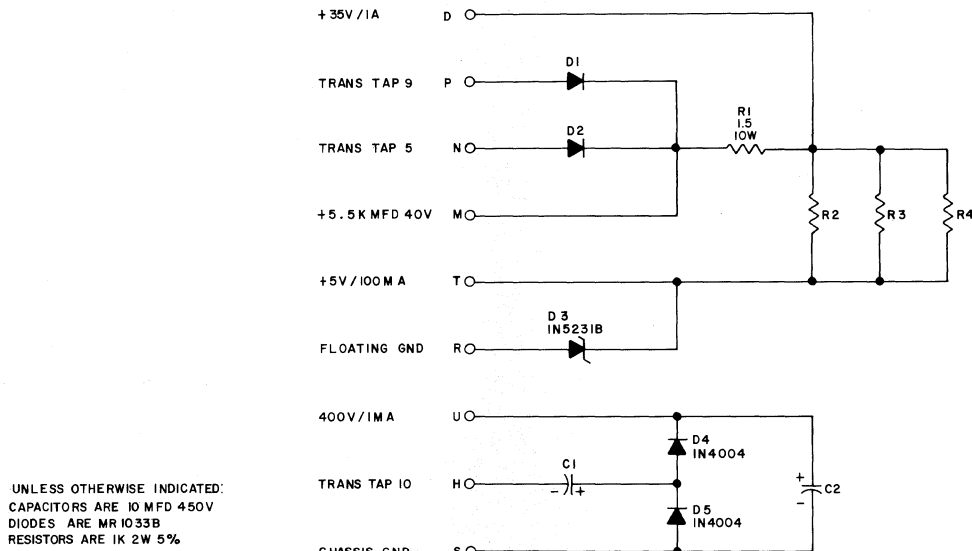 +35V/1A D
D1
TRANS TAP 9 P
R1
1.5
10W
D2
TRANS TAP 5 N
+5.5K MFD 40V M
R2 R3 R4
+5V/100MA T
D3
1N5231B
FLOATING GND R
400V/1MA U
D4
1N4004
C1
TRANS TAP 10 H
- +
+
-
C2
D5
1N4004
UNLESS OTHERWISE INDICATED:
CAPACITORS ARE 10 MFD 450V
DIODES ARE MR1033B
RESISTORS ARE 1K 2W 5%
CHASSIS GND S